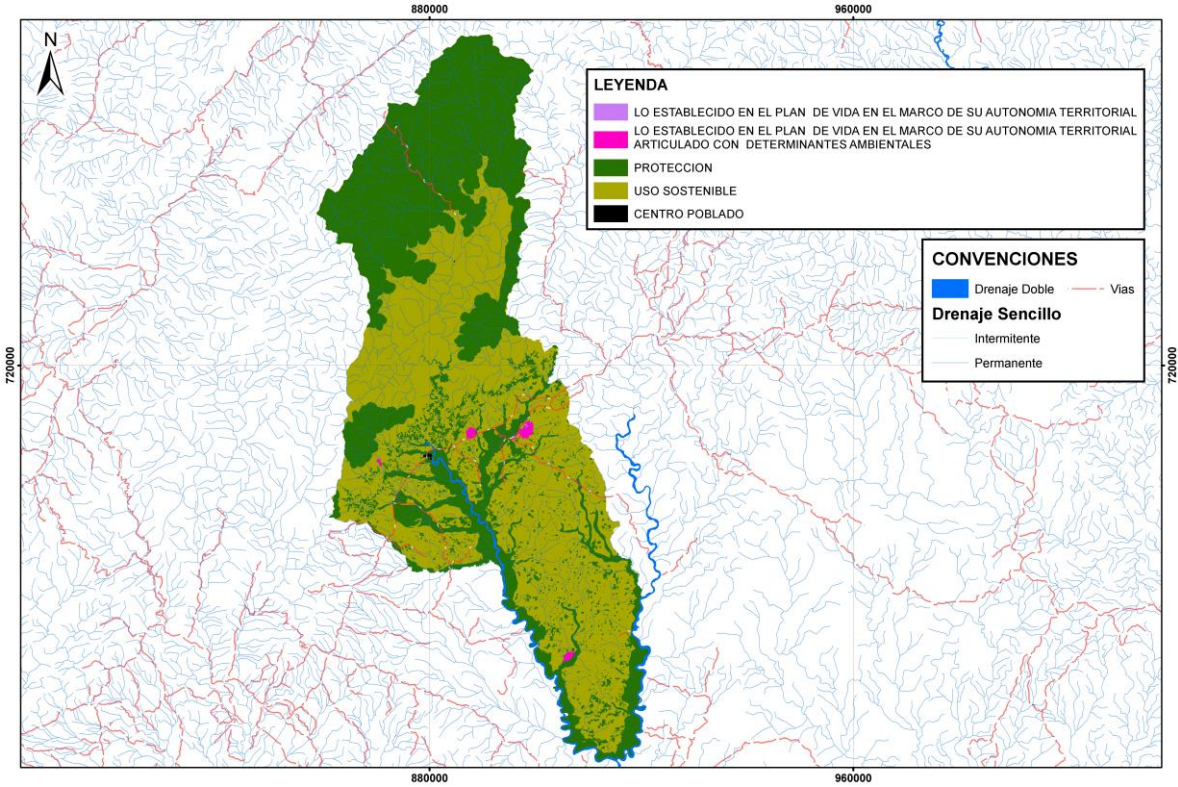 880000
960000
N
LEYENDA
LO ESTABLECIDO EN EL PLAN DE VIDA EN EL MARCO DE SU AUTONOMIA TERRITORIAL
LO ESTABLECIDO EN EL PLAN DE VIDA EN EL MARCO DE SU AUTONOMIA TERRITORIAL
ARTICULADO CON DETERMINANTES AMBIENTALES
PROTECCION
USO SOSTENIBLE
CENTRO POBLADO
CONVENCIONES
Drenaje Doble
Vias
Drenaje Sencillo
Intermitente
Permanente
720000
720000
880000
960000